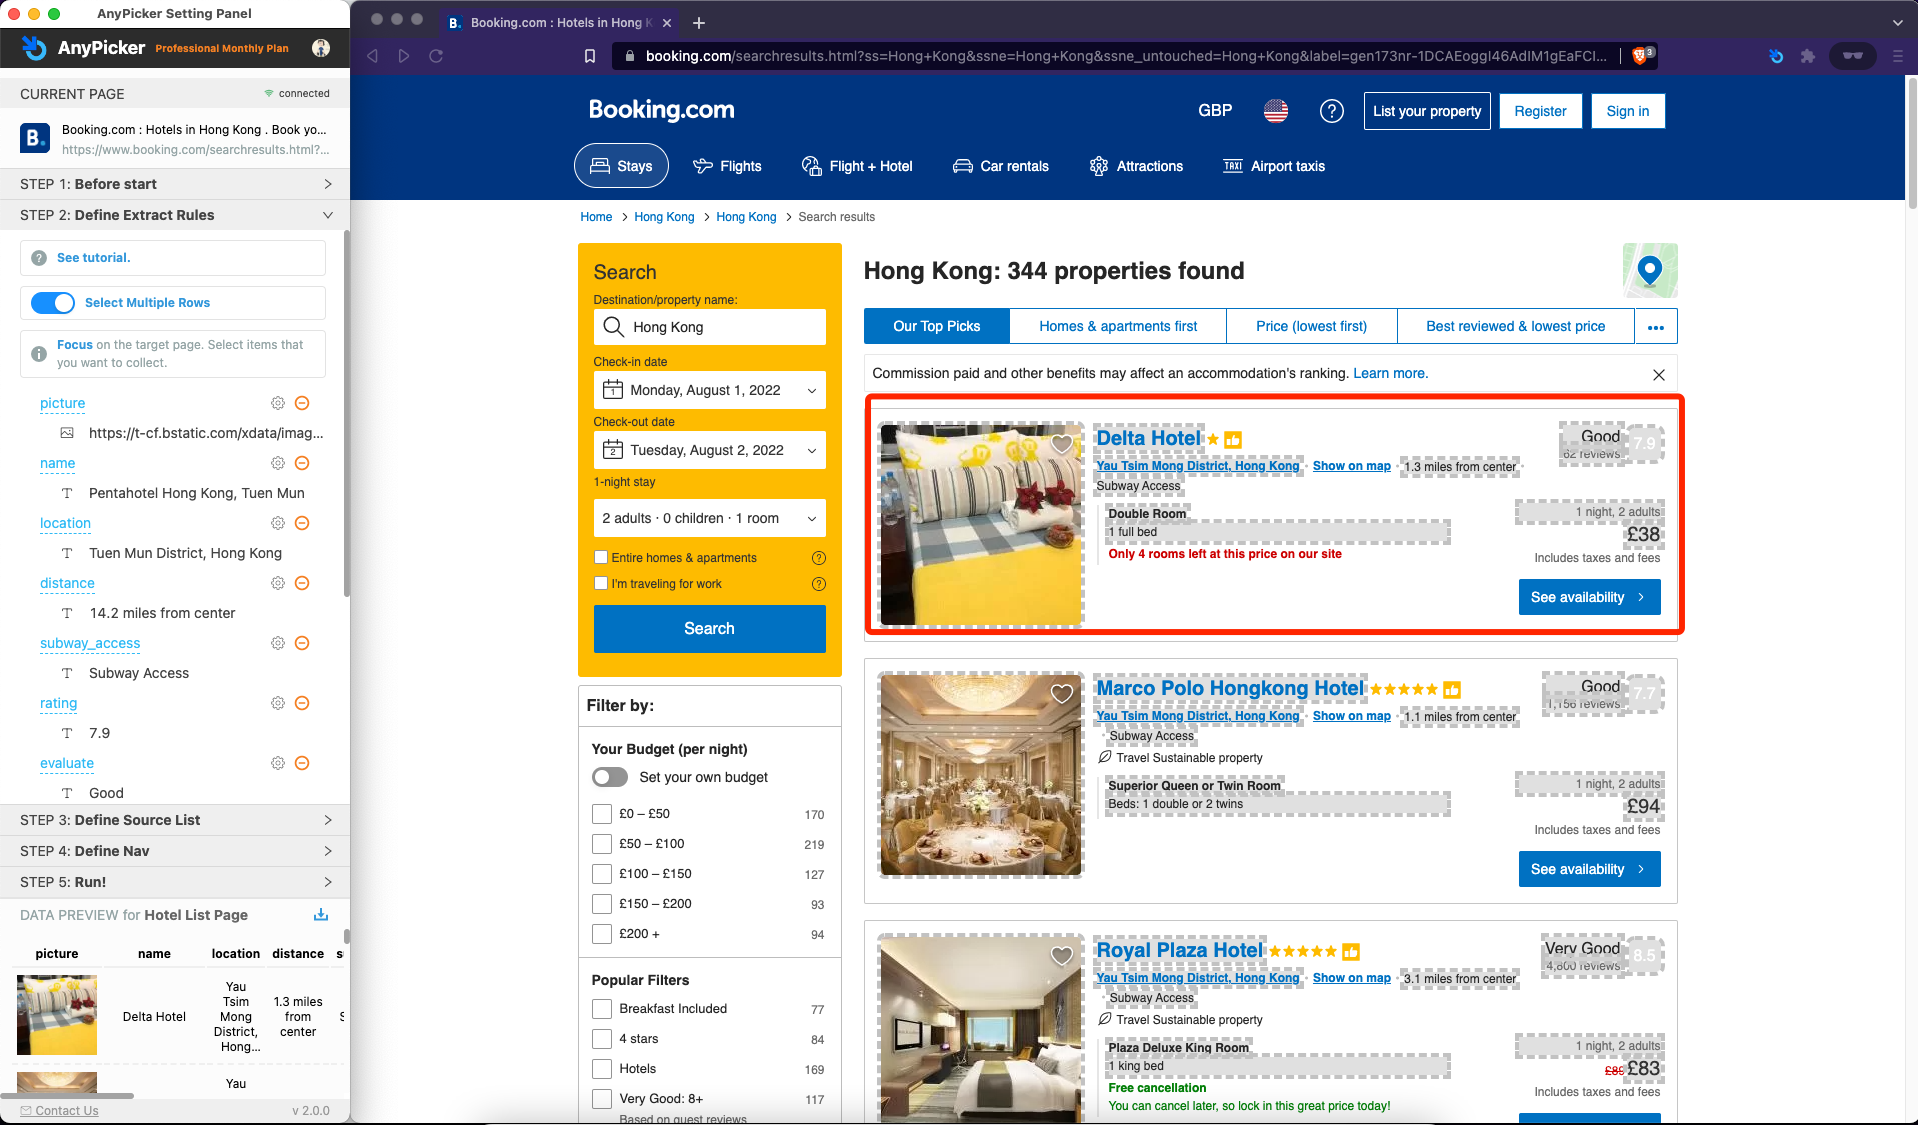 AnyPicker Setting Panel
AnyPicker Professional Monthly Plan
CURRENT PAGE connected
B. Booking.com : Hotels in Hong Kong . Book yo...
https://www.booking.com/searchresults.html?...
STEP 1: Before start
STEP 2: Define Extract Rules
See tutorial.
Select Multiple Rows
Focus on the target page. Select items that
you want to collect.
picture
https://t-cf.bstatic.com/xdata/imag...
name
T Pentahotel Hong Kong, Tuen Mun
location
T Tuen Mun District, Hong Kong
distance
T 14.2 miles from center
subway_access
T Subway Access
rating
T 7.9
evaluate
T Good
STEP 3: Define Source List
STEP 4: Define Nav
STEP 5: Run!
DATA PREVIEW for Hotel List Page
picture name location distance
Delta Hotel
Yau
Tsim
Mong
District,
Hong...
1.3 miles
from
center
S
Yau
Contact Us v 2.0.0
B. Booking.com : Hotels in Hong K
booking.com/searchresults.html?ss=Hong+Kong&ssne=Hong+Kong&ssne_untouched=Hong+Kong&label=gen173nr-1DCAEoggI46AdIM1gEaFCI... 3
Booking.com
GBP ? List your property Register Sign in
Stays Flights Flight + Hotel Car rentals Attractions TAXI Airport taxis
Home > Hong Kong > Hong Kong > Search results
Search
Destination/property name:
Hong Kong
Check-in date
1 Monday, August 1, 2022
Check-out date
2 Tuesday, August 2, 2022
1-night stay
2 adults · 0 children · 1 room
Entire homes & apartments ?
I'm traveling for work ?
Search
Filter by:
Your Budget (per night)
Set your own budget
£0 – £50 170
£50 – £100 219
£100 – £150 127
£150 – £200 93
£200 + 94
Popular Filters
Breakfast Included 77
4 stars 84
Hotels 169
Very Good: 8+ 117
Based on guest reviews
Hong Kong: 344 properties found
Our Top Picks Homes & apartments first Price (lowest first) Best reviewed & lowest price ...
Commission paid and other benefits may affect an accommodation's ranking. Learn more.
Delta Hotel
Good 7.9
62 reviews
Yau Tsim Mong District, Hong Kong · Show on map · 1.3 miles from center ·
Subway Access
Double Room
1 full bed
Only 4 rooms left at this price on our site
1 night, 2 adults
£38
Includes taxes and fees
See availability
Marco Polo Hongkong Hotel
Good 7.7
1,156 reviews
Yau Tsim Mong District, Hong Kong · Show on map · 1.1 miles from center
· Subway Access
Travel Sustainable property
Superior Queen or Twin Room
Beds: 1 double or 2 twins
1 night, 2 adults
£94
Includes taxes and fees
See availability
Royal Plaza Hotel
Very Good 8.5
4,800 reviews
Yau Tsim Mong District, Hong Kong · Show on map · 3.1 miles from center
· Subway Access
Travel Sustainable property
Plaza Deluxe King Room
1 king bed
Free cancellation
You can cancel later, so lock in this great price today!
1 night, 2 adults
£83
Includes taxes and fees